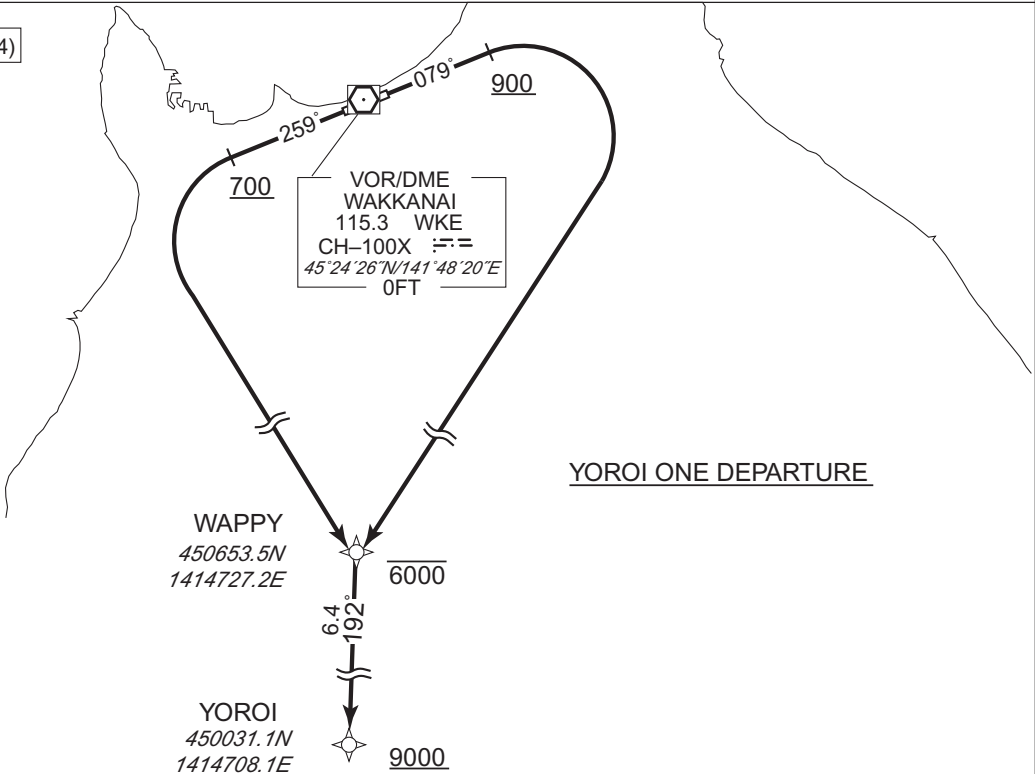 4)
079°
900
259°
700
VOR/DME
WAKKANAI
115.3 WKE
CH–100X
45°24´26˝N/141°48´20˝E
0FT
YOROI ONE DEPARTURE
WAPPY
450653.5N
1414727.2E
6000
6.4
192°
YOROI
450031.1N
1414708.1E
9000